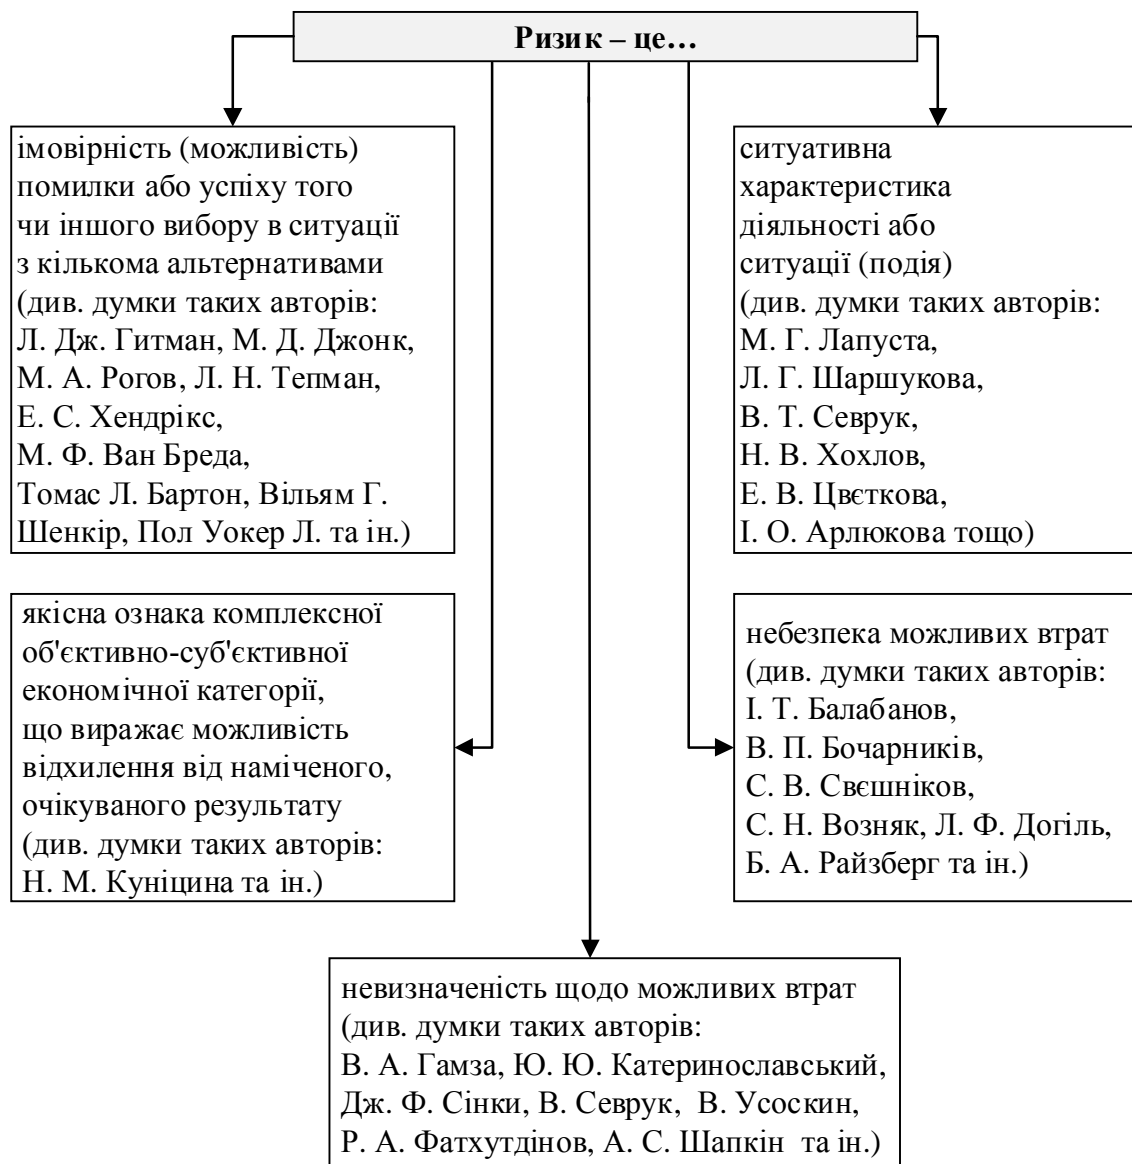 Ризик – це…
імовірність (можливість)
помилки або успіху того
чи іншого вибору в ситуації
з кількома альтернативами
(див. думки таких авторів:
Л. Дж. Гитман, М. Д. Джонк,
М. А. Рогов, Л. Н. Тепман,
Е. С. Хендрікс,
М. Ф. Ван Бреда,
Томас Л. Бартон, Вільям Г.
Шенкір, Пол Уокер Л. та ін.)
ситуативна
характеристика
діяльності або
ситуації (подія)
(див. думки таких авторів:
М. Г. Лапуста,
Л. Г. Шаршукова,
В. Т. Севрук,
Н. В. Хохлов,
Е. В. Цвєткова,
І. О. Арлюкова тощо)
якісна ознака комплексної
об'єктивно-суб'єктивної
економічної категорії,
що виражає можливість
відхилення від наміченого,
очікуваного результату
(див. думки таких авторів:
Н. М. Куніцина та ін.)
небезпека можливих втрат
(див. думки таких авторів:
І. Т. Балабанов,
В. П. Бочарників,
С. В. Свєшніков,
С. Н. Возняк, Л. Ф. Догіль,
Б. А. Райзберг та ін.)
невизначеність щодо можливих втрат
(див. думки таких авторів:
В. А. Гамза, Ю. Ю. Катеринославський,
Дж. Ф. Сінки, В. Севрук, В. Усоскин,
Р. А. Фатхутдінов, А. С. Шапкін та ін.)